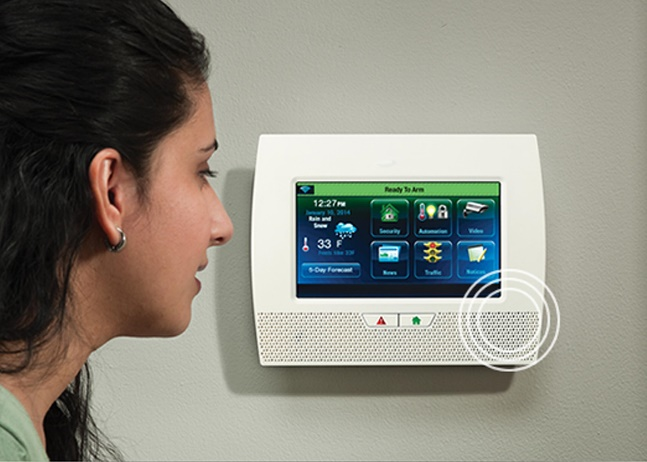 Ready To Arm
12:27PM
January 10, 2014
Rain and
Snow
33 F
5-Day Forecast
Security
Automation
Video
News
Traffic
Notices